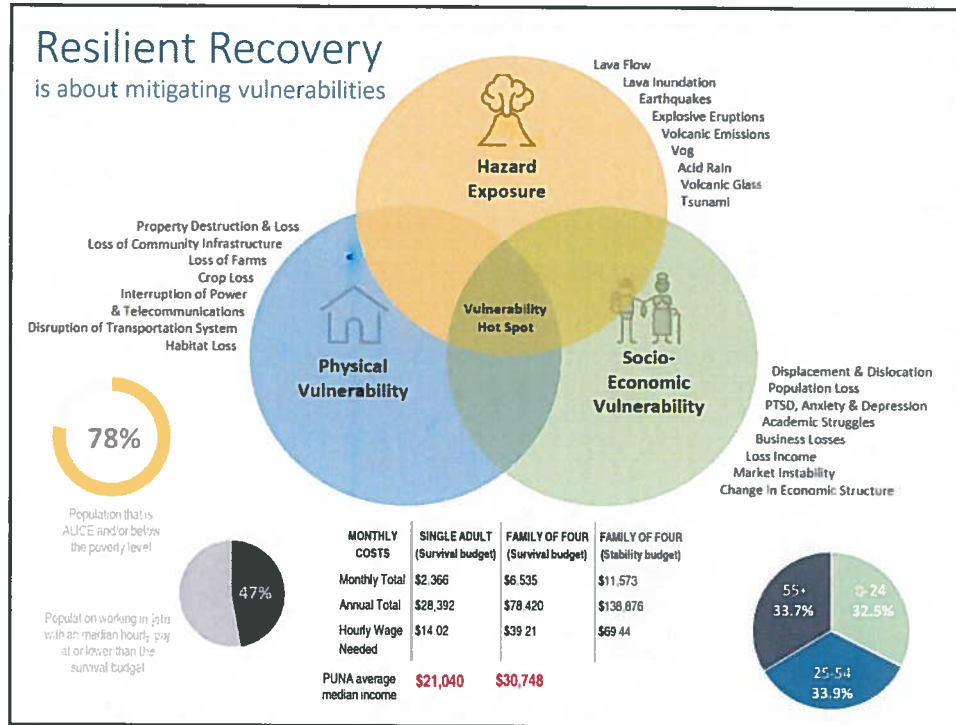 Resilient Recovery
is about mitigating vulnerabilities
Hazard
Exposure
Lava Flow
Lava Inundation
Earthquakes
Explosive Eruptions
Volcanic Emissions
Vog
Acid Rain
Volcanic Glass
Tsunami
Property Destruction & Loss
Loss of Community Infrastructure
Loss of Farms
Crop Loss
Interruption of Power
& Telecommunications
Disruption of Transportation System
Habitat Loss
Physical
Vulnerability
Vulnerability
Hot Spot
Socio-
Economic
Vulnerability
Displacement & Dislocation
Population Loss
PTSD, Anxiety & Depression
Academic Struggles
Business Losses
Loss Income
Market Instability
Change in Economic Structure
78%
Population that is
ALICE and/or below
the poverty level
47%
Population working in jobs
with an median hourly pay
at or lower than the
survival budget
MONTHLY COSTS SINGLE ADULT (Survival budget) FAMILY OF FOUR (Survival budget) FAMILY OF FOUR (Stability budget)
Monthly Total $2,366 $6,535 $11,573
Annual Total $28,392 $78,420 $138,876
Hourly Wage Needed $14.02 $39 21 $69 44
PUNA average median income $21,040 $30,748
55+
33.7%
0-24
32.5%
25-54
33.9%